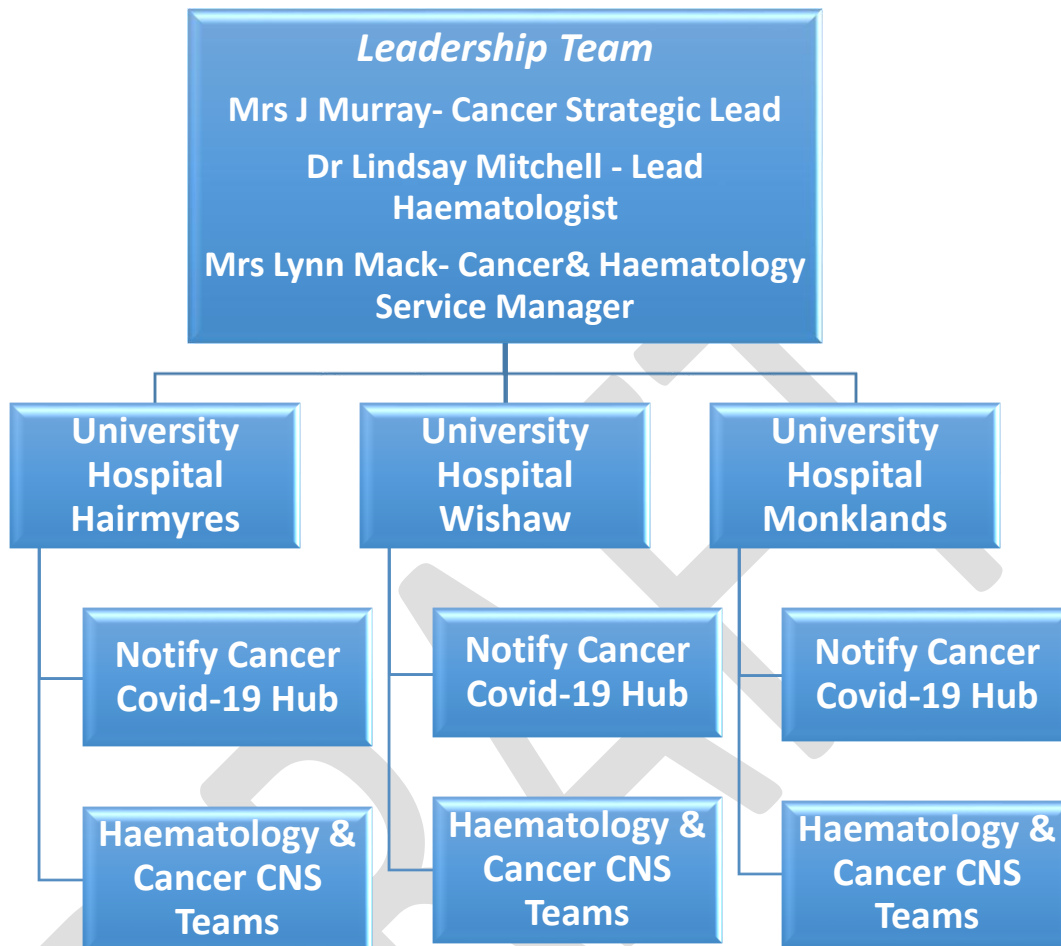 Leadership Team
Mrs J Murray- Cancer Strategic Lead
Dr Lindsay Mitchell - Lead
Haematologist
Mrs Lynn Mack- Cancer& Haematology
Service Manager
University
Hospital
Hairmyres
University
Hospital
Wishaw
University
Hospital
Monklands
Notify Cancer
Covid-19 Hub
Notify Cancer
Covid-19 Hub
Notify Cancer
Covid-19 Hub
Haematology &
Cancer CNS
Teams
Haematology &
Cancer CNS
Teams
Haematology &
Cancer CNS
Teams
DRAFT